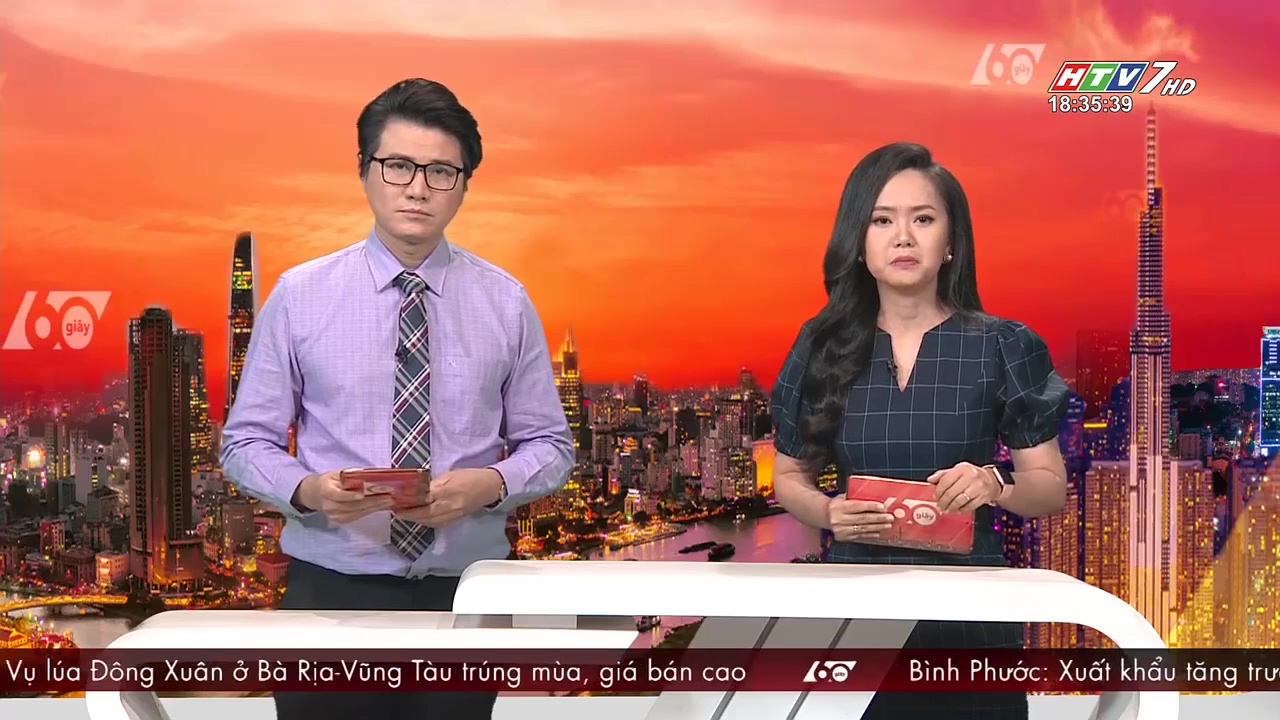 60 giây
HTV7 HD
18:35:39
60 giây
60 giây
Vụ lúa Đông Xuân ở Bà Rịa-Vũng Tàu trúng mùa, giá bán cao 60 giây Bình Phước: Xuất khẩu tăng trư